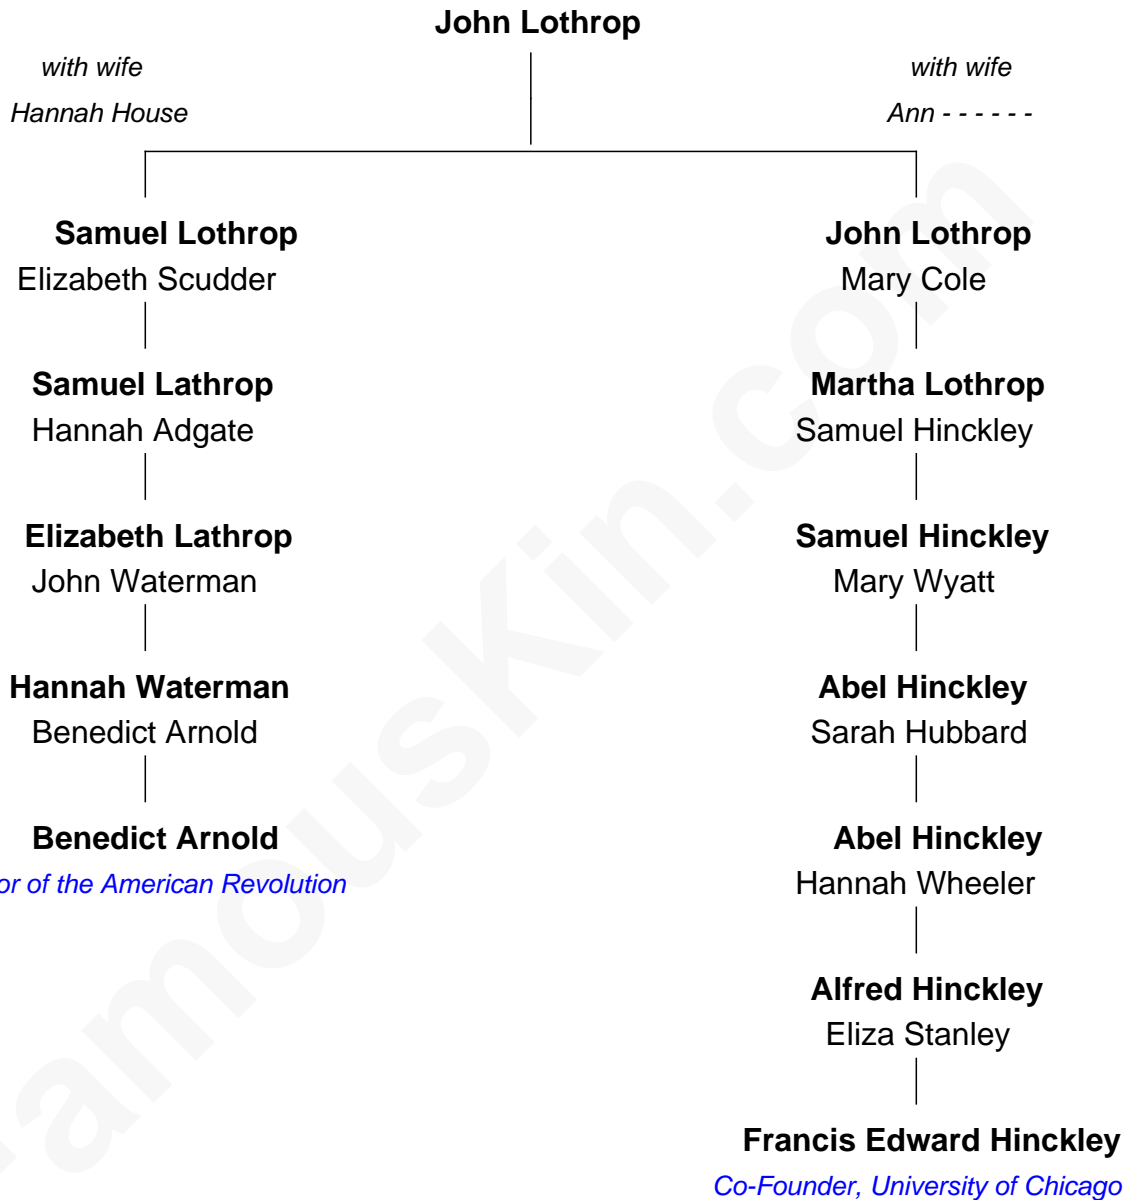 John Lothrop
with wife
Hannah House
with wife
Ann - - - - - -
Samuel Lothrop
Elizabeth Scudder
Samuel Lathrop
Hannah Adgate
Elizabeth Lathrop
John Waterman
Hannah Waterman
Benedict Arnold
Benedict Arnold
of the American Revolution
John Lothrop
Mary Cole
Martha Lothrop
Samuel Hinckley
Samuel Hinckley
Mary Wyatt
Abel Hinckley
Sarah Hubbard
Abel Hinckley
Hannah Wheeler
Alfred Hinckley
Eliza Stanley
Francis Edward Hinckley
Co-Founder, University of Chicago
amouskin.com